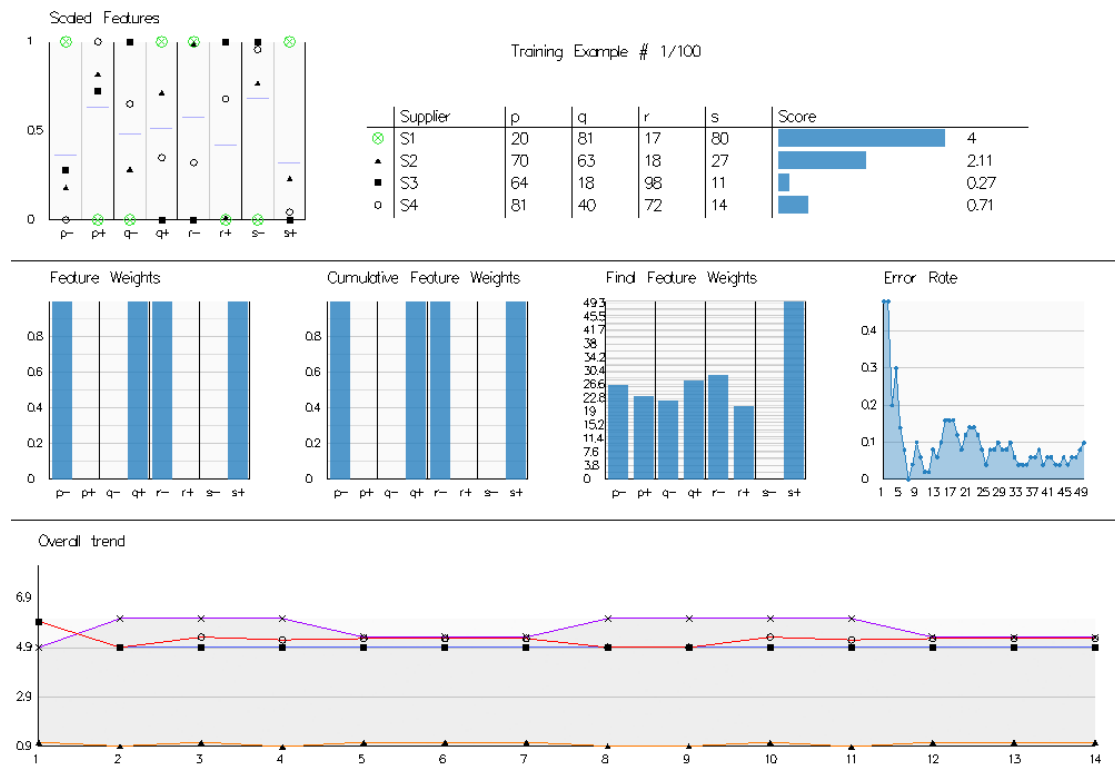 Scaled Features
1
0.5
0
p- p+ q- q+ r- r+ s- s+
Training Example # 1/100
Supplier p q r s Score
S1 20 81 17 80 4
S2 70 63 18 27 2.11
S3 64 18 98 11 0.27
S4 81 40 72 14 0.71
Feature Weights
0.8
0.6
0.4
0.2
0
p- p+ q- q+ r- r+ s- s+
Cumulative Feature Weights
0.8
0.6
0.4
0.2
0
p- p+ q- q+ r- r+ s- s+
Final Feature Weights
49.3
45.5
41.7
38
34.2
30.4
26.6
22.8
19
15.2
11.4
7.6
3.8
0
p- p+ q- q+ r- r+ s- s+
Error Rate
0.4
0.3
0.2
0.1
0
1 5 9 13 17 21 25 29 33 37 41 45 49
Overall trend
6.9
4.9
2.9
0.9
1 2 3 4 5 6 7 8 9 10 11 12 13 14